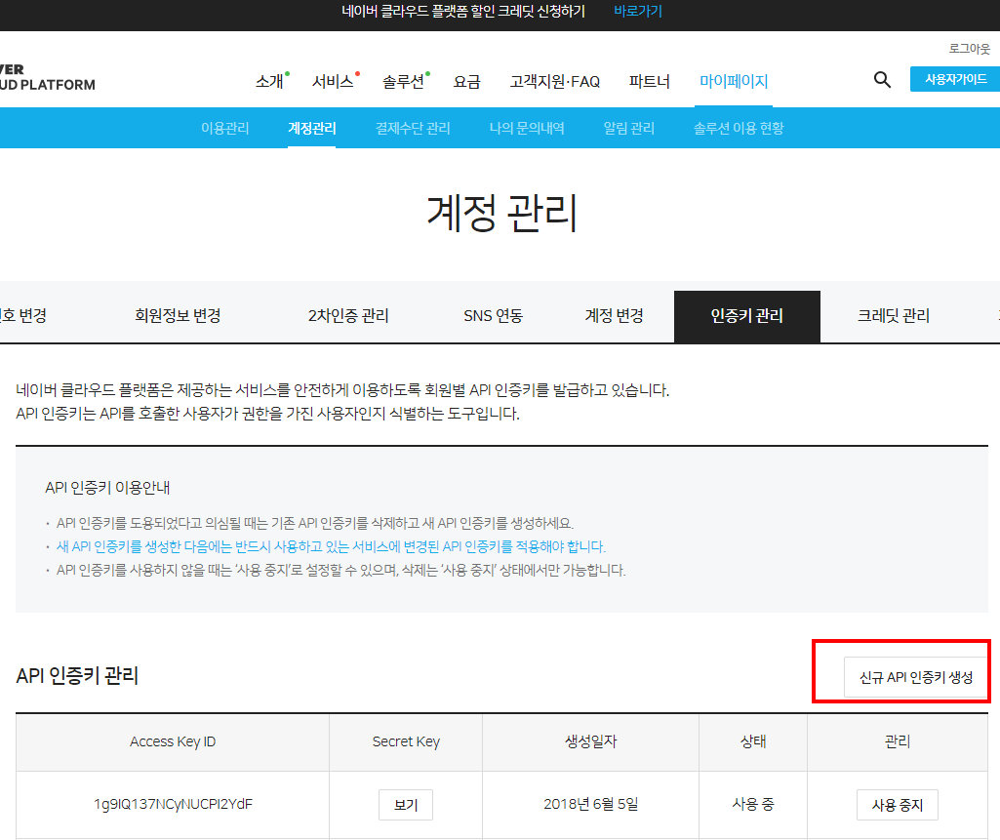 네이버 클라우드 플랫폼 할인 크레딧 신청하기 바로가기
로그아웃
VER
UD PLATFORM
소개 서비스 솔루션 요금 고객지원·FAQ 파트너 마이페이지 사용자가이드
이용관리 계정관리 결제수단 관리 나의 문의내역 알림 관리 솔루션 이용 현황
계정 관리
호 변경 회원정보 변경 2차인증 관리 SNS 연동 계정 변경 인증키 관리 크레딧 관리
네이버 클라우드 플랫폼은 제공하는 서비스를 안전하게 이용하도록 회원별 API 인증키를 발급하고 있습니다.
API 인증키는 API를 호출한 사용자가 권한을 가진 사용자인지 식별하는 도구입니다.
API 인증키 이용안내
· API 인증키를 도용되었다고 의심될 때는 기존 API 인증키를 삭제하고 새 API 인증키를 생성하세요.
· 새 API 인증키를 생성한 다음에는 반드시 사용하고 있는 서비스에 변경된 API 인증키를 적용해야 합니다.
· API 인증키를 사용하지 않을 때는 ‘사용 중지’로 설정할 수 있으며, 삭제는 ‘사용 중지’ 상태에서만 가능합니다.
API 인증키 관리 신규 API 인증키 생성
Access Key ID Secret Key 생성일자 상태 관리
1g9IQ137NCyNUCPI2YdF 보기 2018년 6월 5일 사용 중 사용 중지